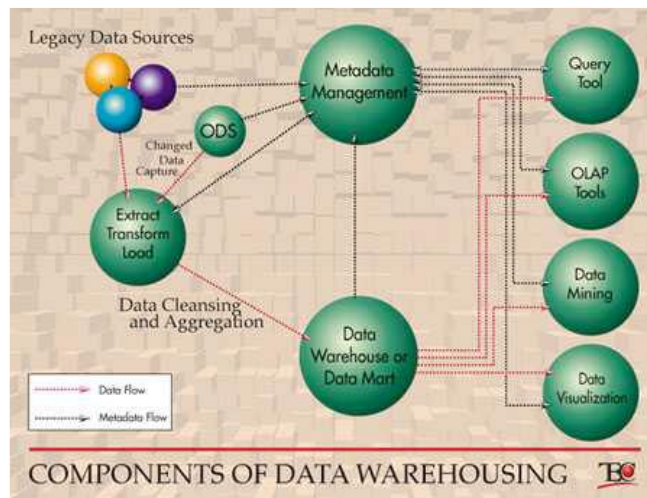 Legacy Data Sources
Metadata
Management
Query
Tool
ODS
Changed
Data
Capture
OLAP
Tools
Extract
Transform
Load
Data Cleansing
and Aggregation
Data
Mining
Data
Warehouse or
Data Mart
Data
Visualization
Data Flow
Metadata Flow
COMPONENTS OF DATA WAREHOUSING
TEC